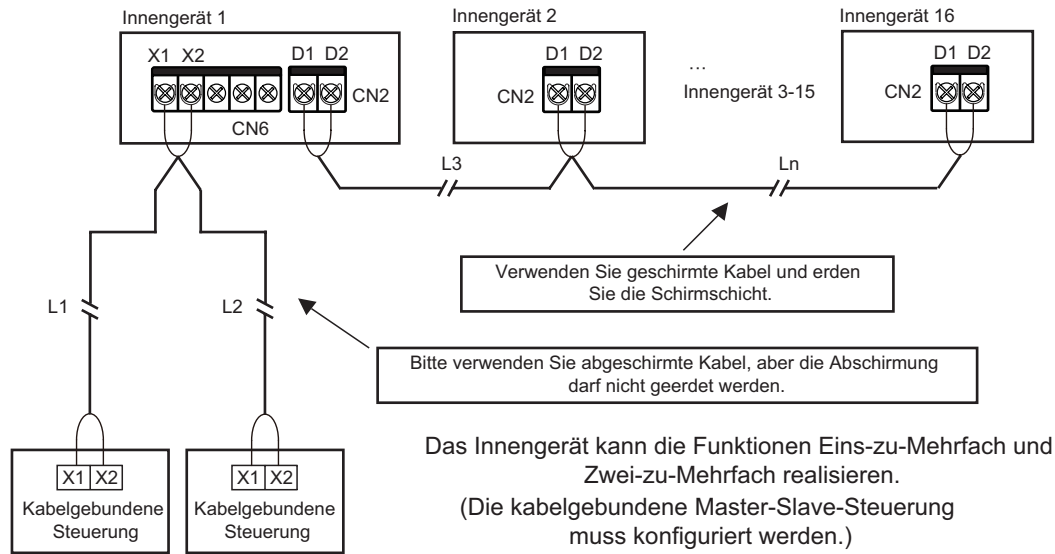 Innengerät 1
Innengerät 2
Innengerät 16
X1 X2
D1 D2
CN2
CN6
D1 D2
CN2
...
Innengerät 3-15
D1 D2
CN2
L3
Ln
Verwenden Sie geschirmte Kabel und erden
Sie die Schirmschicht.
L1
L2
Bitte verwenden Sie abgeschirmte Kabel, aber die Abschirmung
darf nicht geerdet werden.
Das Innengerät kann die Funktionen Eins-zu-Mehrfach und
Zwei-zu-Mehrfach realisieren.
(Die kabelgebundene Master-Slave-Steuerung
muss konfiguriert werden.)
X1 X2
Kabelgebundene
Steuerung
X1 X2
Kabelgebundene
Steuerung